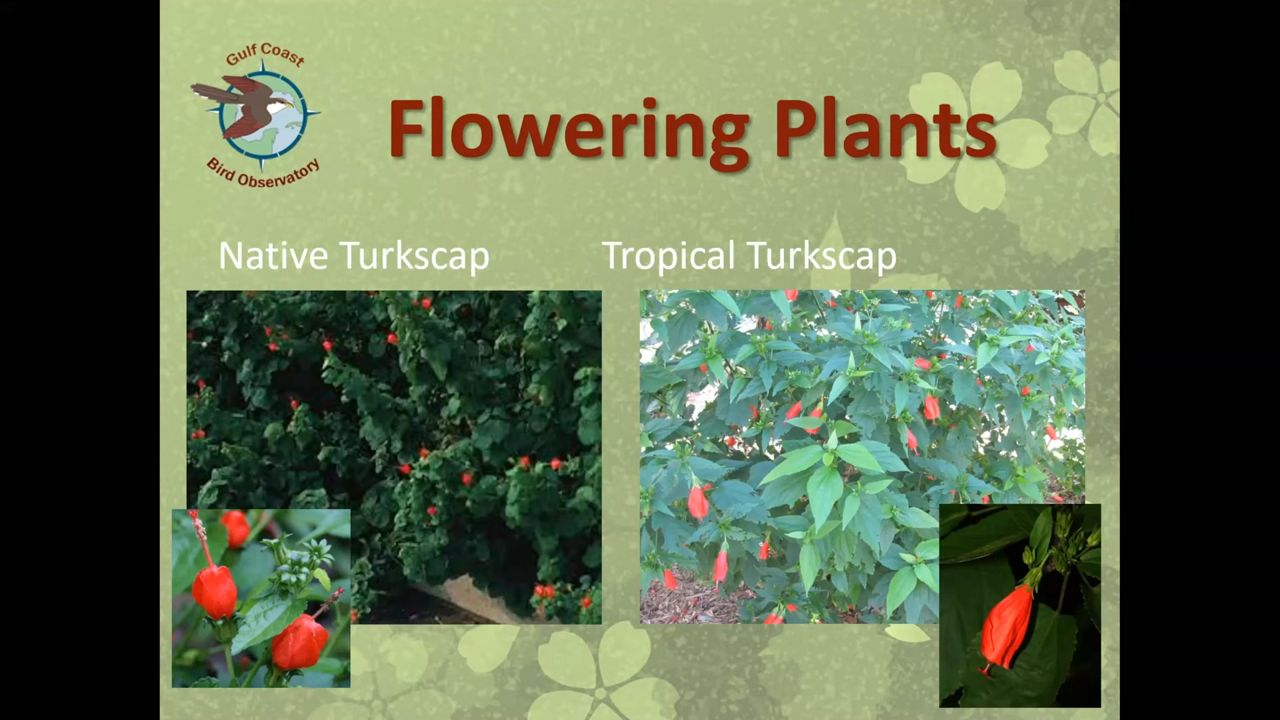 Gulf Coast
Bird Observatory
Flowering Plants
Native Turkscap
Tropical Turkscap